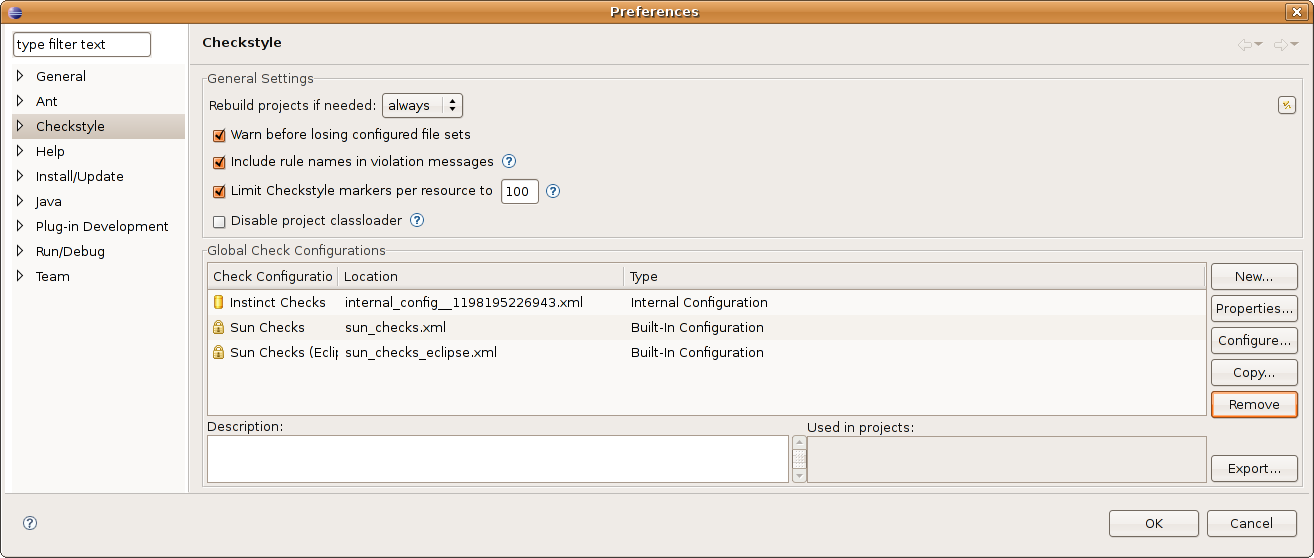 Preferences
type filter text
General
Ant
Checkstyle
Help
Install/Update
Java
Plug-in Development
Run/Debug
Team
Checkstyle
General Settings
Rebuild projects if needed: always
Warn before losing configured file sets
Include rule names in violation messages
Limit Checkstyle markers per resource to 100
Disable project classloader
Global Check Configurations
Check Configuratio Location Type
Instinct Checks internal_config__1198195226943.xml Internal Configuration
Sun Checks sun_checks.xml Built-In Configuration
Sun Checks (Eclip sun_checks_eclipse.xml Built-In Configuration
New...
Properties...
Configure...
Copy...
Remove
Description:
Used in projects:
Export...
OK Cancel